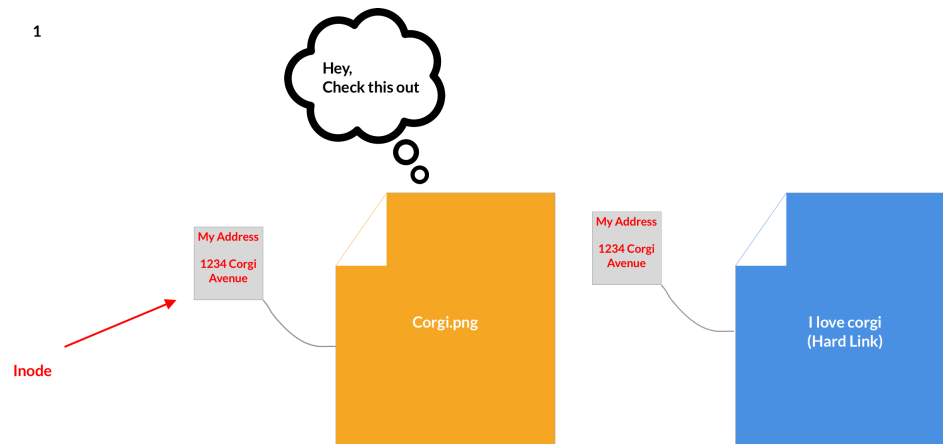 1
Hey,
Check this out
My Address
1234 Corgi
Avenue
My Address
1234 Corgi
Avenue
Corgi.png
I love corgi
(Hard Link)
Inode